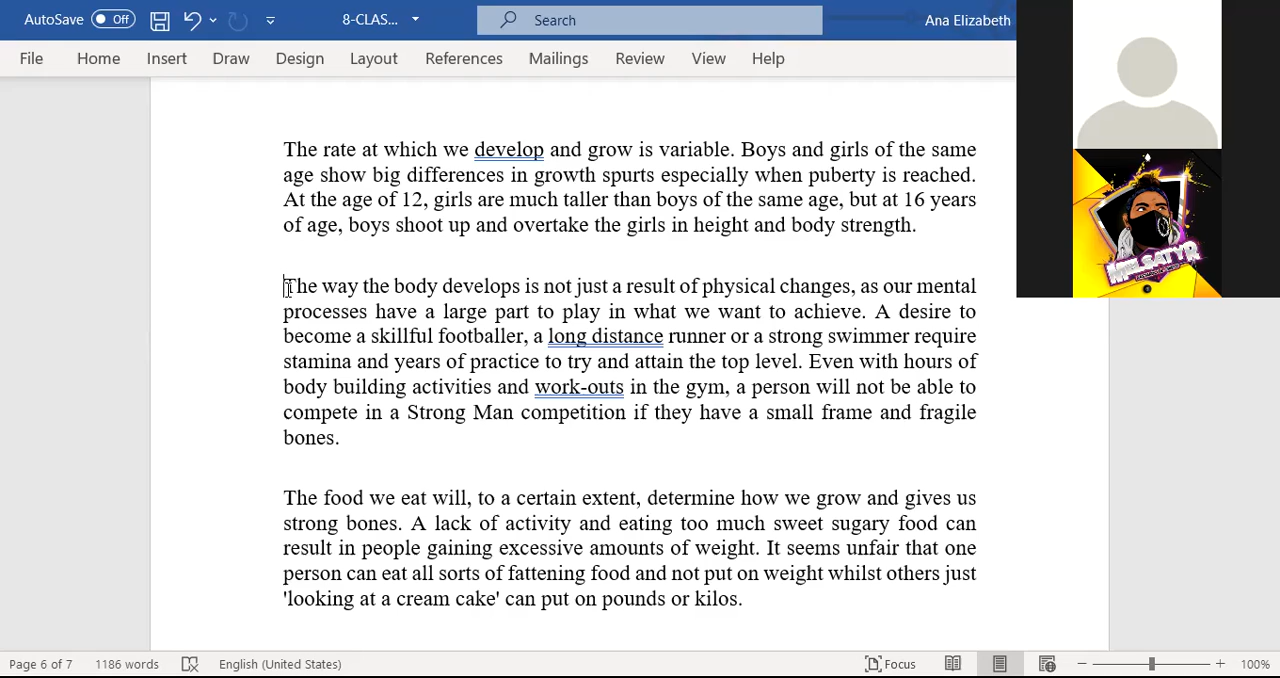 AutoSave Off 8-CLAS... Search Ana Elizabeth
File Home Insert Draw Design Layout References Mailings Review View Help
The rate at which we develop and grow is variable. Boys and girls of the same
age show big differences in growth spurts especially when puberty is reached.
At the age of 12, girls are much taller than boys of the same age, but at 16 years
of age, boys shoot up and overtake the girls in height and body strength.
The way the body develops is not just a result of physical changes, as our mental
processes have a large part to play in what we want to achieve. A desire to
become a skillful footballer, a long distance runner or a strong swimmer require
stamina and years of practice to try and attain the top level. Even with hours of
body building activities and work-outs in the gym, a person will not be able to
compete in a Strong Man competition if they have a small frame and fragile
bones.
The food we eat will, to a certain extent, determine how we grow and gives us
strong bones. A lack of activity and eating too much sweet sugary food can
result in people gaining excessive amounts of weight. It seems unfair that one
person can eat all sorts of fattening food and not put on weight whilst others just
'looking at a cream cake' can put on pounds or kilos.
MELSATYR
Page 6 of 7 1186 words English (United States) Focus 100%